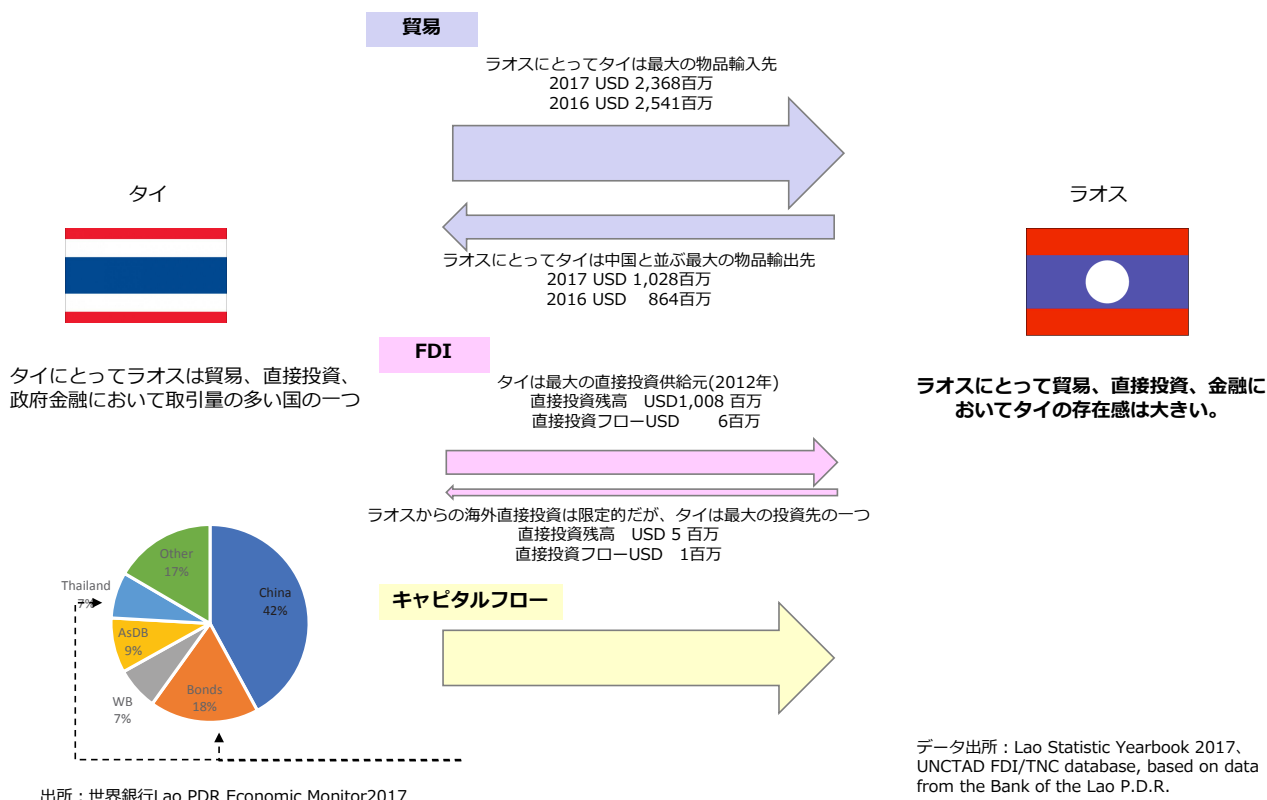 貿易
ラオスにとってタイは最大の物品輸入先
2017 USD 2,368百万
2016 USD 2,541百万
タイ
ラオス
ラオスにとってタイは中国と並ぶ最大の物品輸出先
2017 USD 1,028百万
2016 USD 864百万
FDI
タイにとってラオスは貿易、直接投資、
政府金融において取引量の多い国の一つ
タイは最大の直接投資供給元(2012年)
直接投資残高 USD1,008 百万
直接投資フローUSD 6百万
ラオスにとって貿易、直接投資、金融に
おいてタイの存在感は大きい。
ラオスからの海外直接投資は限定的だが、タイは最大の投資先の一つ
直接投資残高 USD 5 百万
直接投資フローUSD 1百万
Other
17%
Thailand
7%
China
42%
AsDB
9%
WB
7%
Bonds
18%
キャピタルフロー
データ出所：Lao Statistic Yearbook 2017、
UNCTAD FDI/TNC database, based on data
from the Bank of the Lao P.D.R.
出所：世界銀行Lao PDR Economic Monitor2017